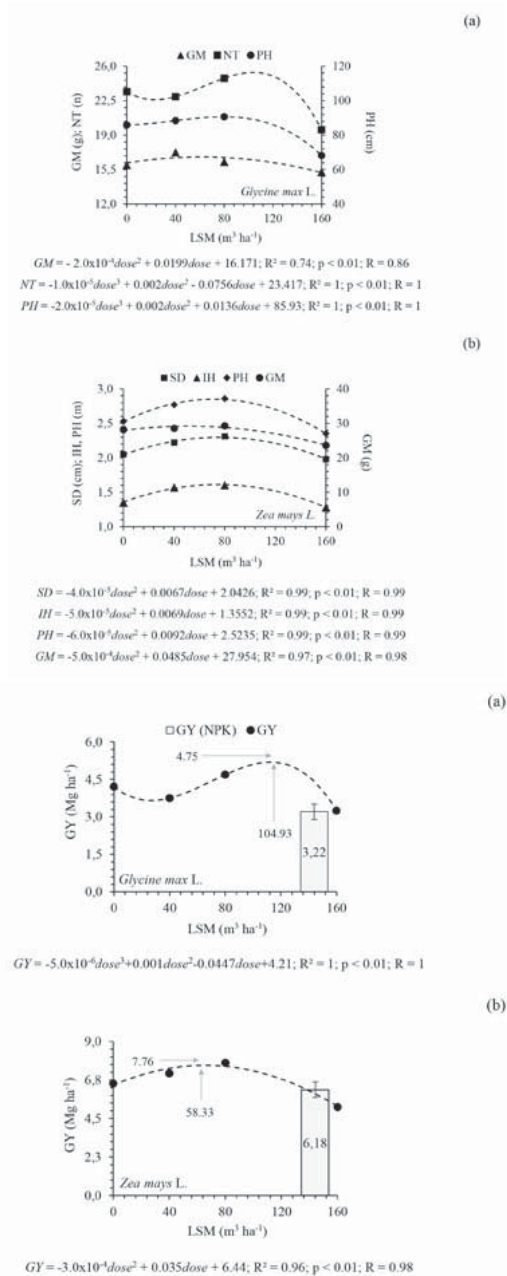 (a)
▲GM ■NT ●PH
26,0 120
22,5 100
19,0 80
15,5 60
12,0 40
GM (g); NT (n)
PH (cm)
Glycine max L.
0 40 80 120 160
LSM (m³ ha⁻¹)
GM = - 2.0x10⁻⁴dose² + 0.0199dose + 16.171; R² = 0.74; p < 0.01; R = 0.86
NT = -1.0x10⁻⁵dose³ + 0.002dose² - 0.0756dose + 23.417; R² = 1; p < 0.01; R = 1
PH = -2.0x10⁻⁵dose³ + 0.002dose² + 0.0136dose + 85.93; R² = 1; p < 0.01; R = 1
(b)
■SD ▲IH ◆PH ●GM
3,0 40
2,5 30
2,0 20
1,5 10
1,0 0
SD (cm); IH, PH (m)
GM (g)
Zea mays L.
0 40 80 120 160
LSM (m³ ha⁻¹)
SD = -4.0x10⁻⁵dose² + 0.0067dose + 2.0426; R² = 0.99; p < 0.01; R = 0.99
IH = -5.0x10⁻⁵dose² + 0.0069dose + 1.3552; R² = 0.99; p < 0.01; R = 0.99
PH = -6.0x10⁻⁵dose² + 0.0092dose + 2.5235; R² = 0.99; p < 0.01; R = 0.99
GM = -5.0x10⁻⁴dose² + 0.0485dose + 27.954; R² = 0.97; p < 0.01; R = 0.98
(a)
□GY (NPK) ●GY
6,0
4.75
4,5
3,0
104.93
3,22
1,5
0,0
GY (Mg ha⁻¹)
Glycine max L.
0 40 80 120 160
LSM (m³ ha⁻¹)
GY = -5.0x10⁻⁶dose³+0.001dose²-0.0447dose+4.21; R² = 1; p < 0.01; R = 1
(b)
9,0
7.76
6,8
58.33
4,5
6,18
2,3
0,0
GY (Mg ha⁻¹)
Zea mays L.
0 40 80 120 160
LSM (m³ ha⁻¹)
GY = -3.0x10⁻⁴dose² + 0.035dose + 6.44; R² = 0.96; p < 0.01; R = 0.98